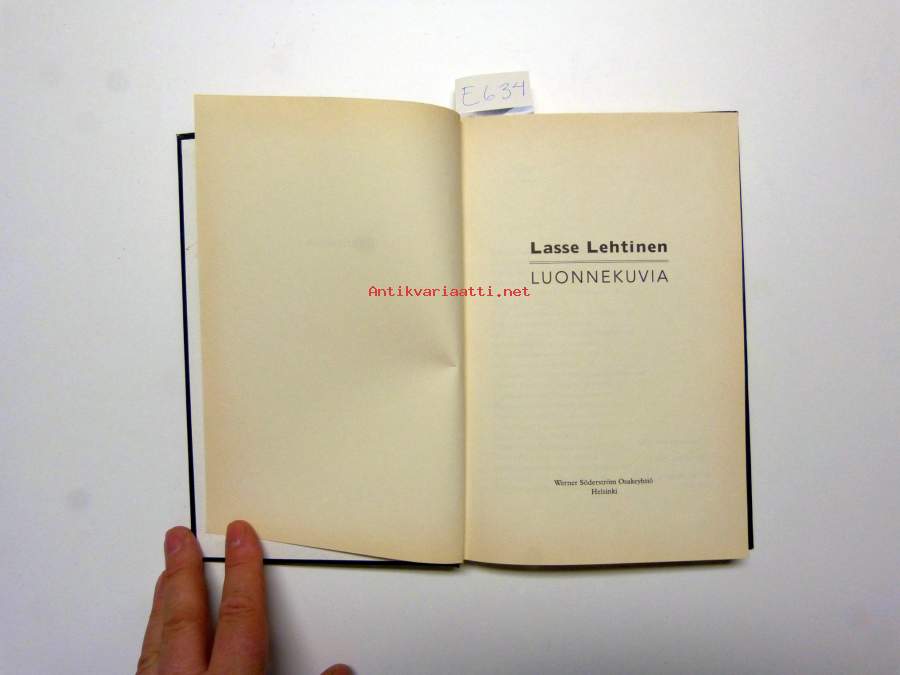 E634
Lasse Lehtinen
LUONNEKUVIA
Antikvariaatti.net
Werner Söderström Osakeyhtiö
Helsinki